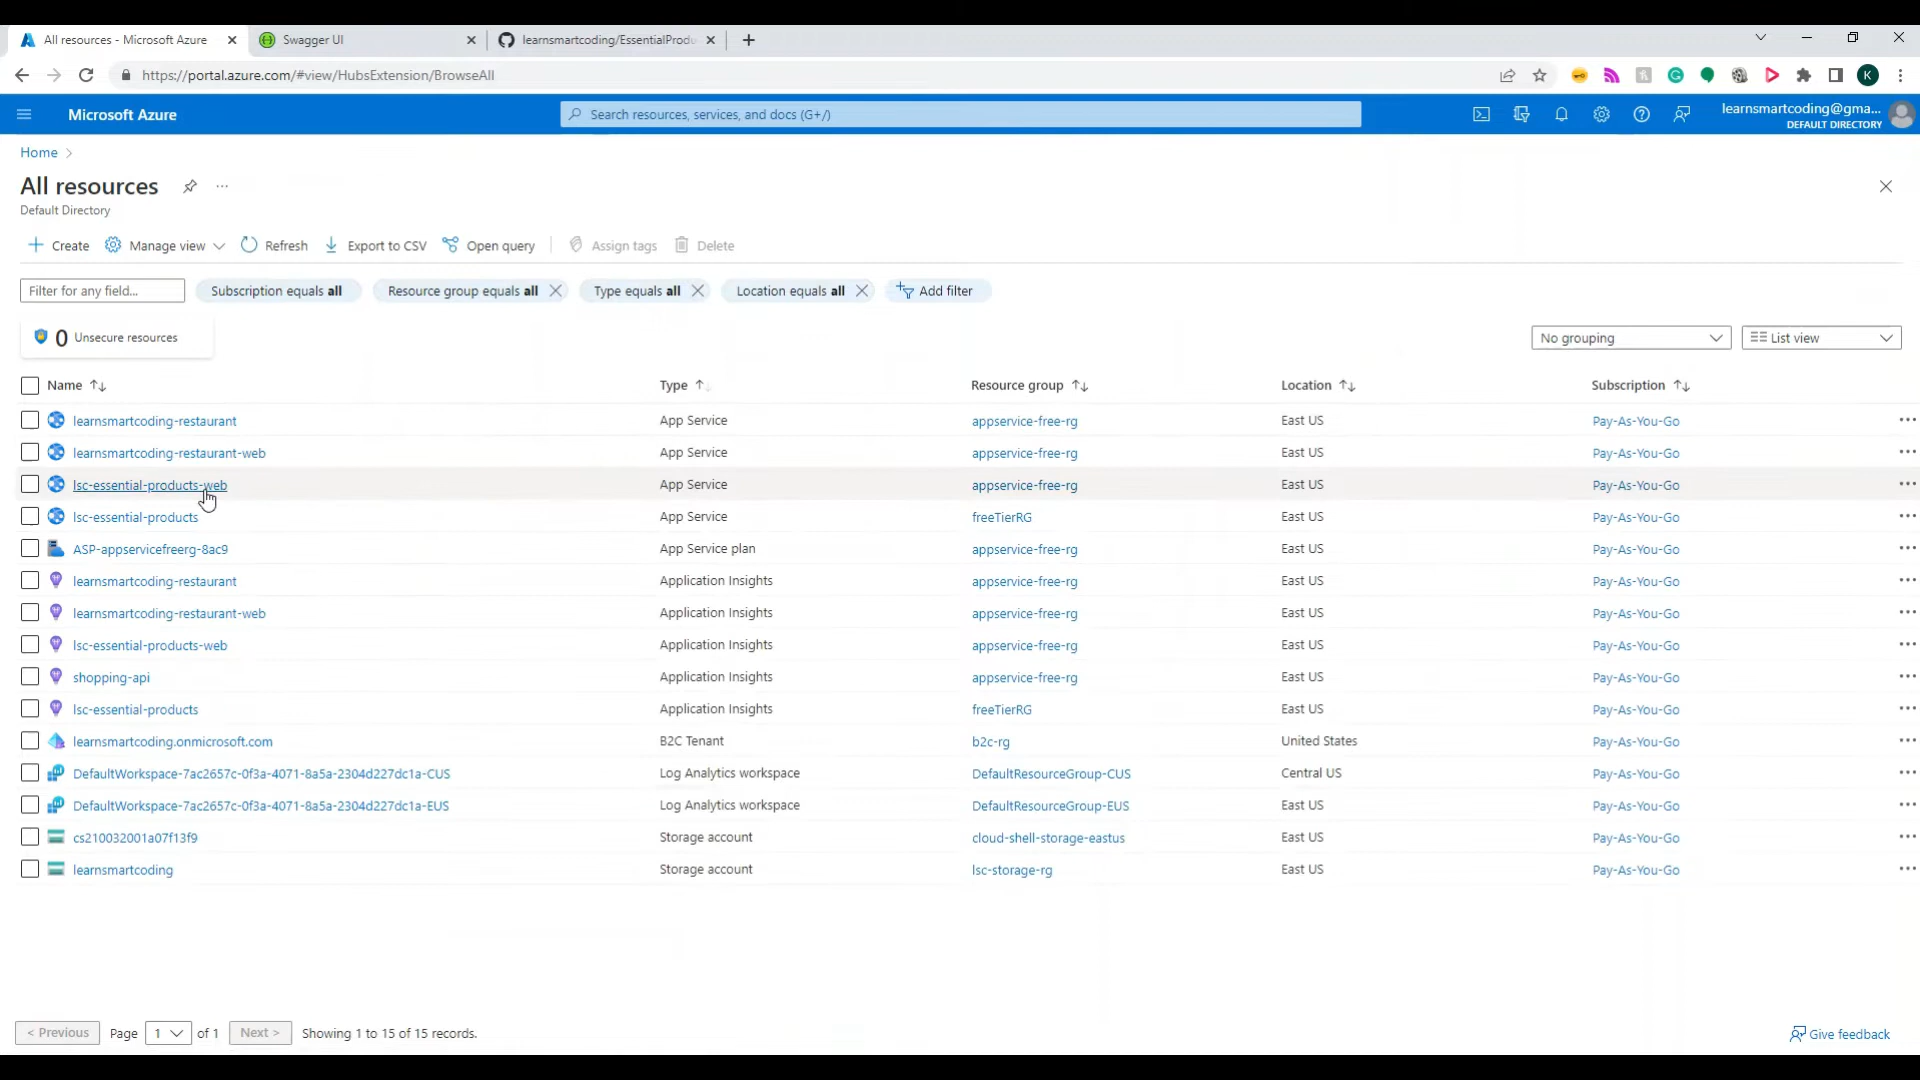 All resources - Microsoft Azure
Swagger UI
learnsmartcoding/EssentialProdu
https://portal.azure.com/#view/HubsExtension/BrowseAll
K
Microsoft Azure
Search resources, services, and docs (G+/)
learnsmartcoding@gma...
DEFAULT DIRECTORY
Home
All resources
Default Directory
Create Manage view Refresh Export to CSV Open query Assign tags Delete
Filter for any field... Subscription equals all Resource group equals all Type equals all Location equals all Add filter
0 Unsecure resources No grouping List view
Name Type Resource group Location Subscription
learnsmartcoding-restaurant App Service appservice-free-rg East US Pay-As-You-Go
learnsmartcoding-restaurant-web App Service appservice-free-rg East US Pay-As-You-Go
lsc-essential-products-web App Service appservice-free-rg East US Pay-As-You-Go
lsc-essential-products App Service freeTierRG East US Pay-As-You-Go
ASP-appservicefreerg-8ac9 App Service plan appservice-free-rg East US Pay-As-You-Go
learnsmartcoding-restaurant Application Insights appservice-free-rg East US Pay-As-You-Go
learnsmartcoding-restaurant-web Application Insights appservice-free-rg East US Pay-As-You-Go
lsc-essential-products-web Application Insights appservice-free-rg East US Pay-As-You-Go
shopping-api Application Insights appservice-free-rg East US Pay-As-You-Go
lsc-essential-products Application Insights freeTierRG East US Pay-As-You-Go
learnsmartcoding.onmicrosoft.com B2C Tenant b2c-rg United States Pay-As-You-Go
DefaultWorkspace-7ac2657c-0f3a-4071-8a5a-2304d227dc1a-CUS Log Analytics workspace DefaultResourceGroup-CUS Central US Pay-As-You-Go
DefaultWorkspace-7ac2657c-0f3a-4071-8a5a-2304d227dc1a-EUS Log Analytics workspace DefaultResourceGroup-EUS East US Pay-As-You-Go
cs210032001a07f13f9 Storage account cloud-shell-storage-eastus East US Pay-As-You-Go
learnsmartcoding Storage account lsc-storage-rg East US Pay-As-You-Go
< Previous Page 1 of 1 Next > Showing 1 to 15 of 15 records. Give feedback